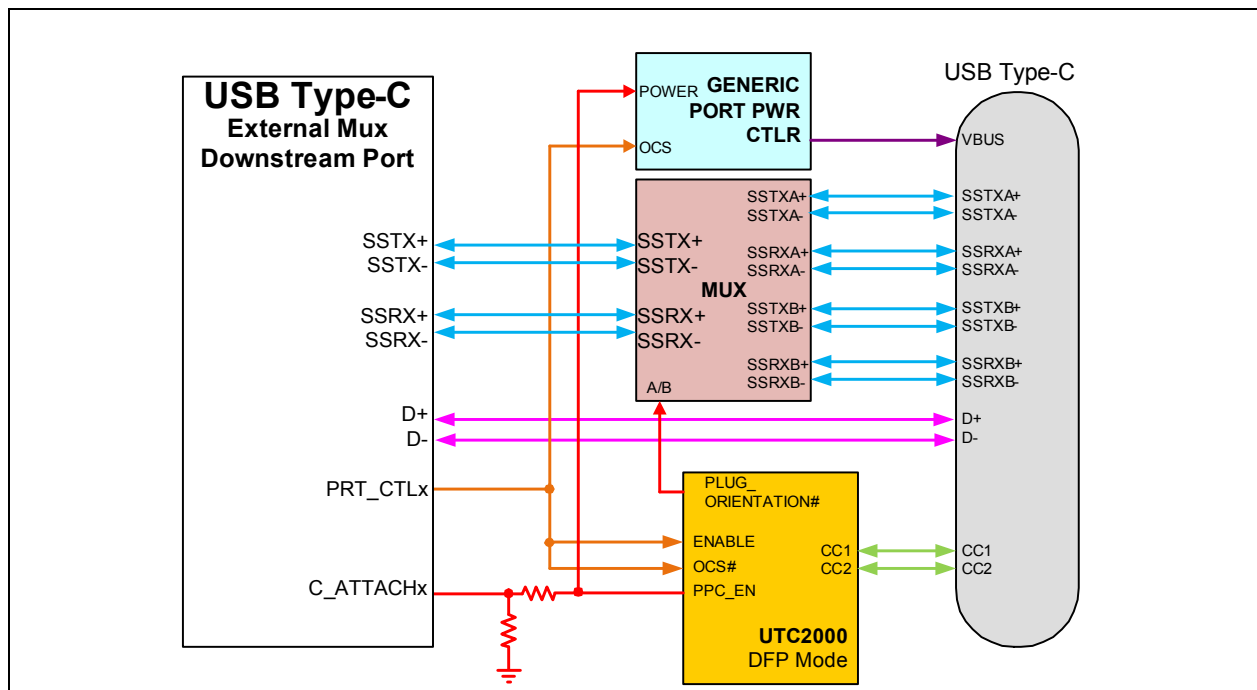 USB Type-C
External Mux
Downstream Port
SSTX+
SSTX-
SSRX+
SSRX-
D+
D-
PRT_CTLx
C_ATTACHx
POWER
GENERIC
PORT PWR
CTLR
OCS
SSTX+
SSTX-
SSRX+
SSRX-
MUX
A/B
SSTXA+
SSTXA-
SSRXA+
SSRXA-
SSTXB+
SSTXB-
SSRXB+
SSRXB-
PLUG_
ORIENTATION#
ENABLE
OCS#
PPC_EN
CC1
CC2
UTC2000
DFP Mode
USB Type-C
VBUS
SSTXA+
SSTXA-
SSRXA+
SSRXA-
SSTXB+
SSTXB-
SSRXB+
SSRXB-
D+
D-
CC1
CC2